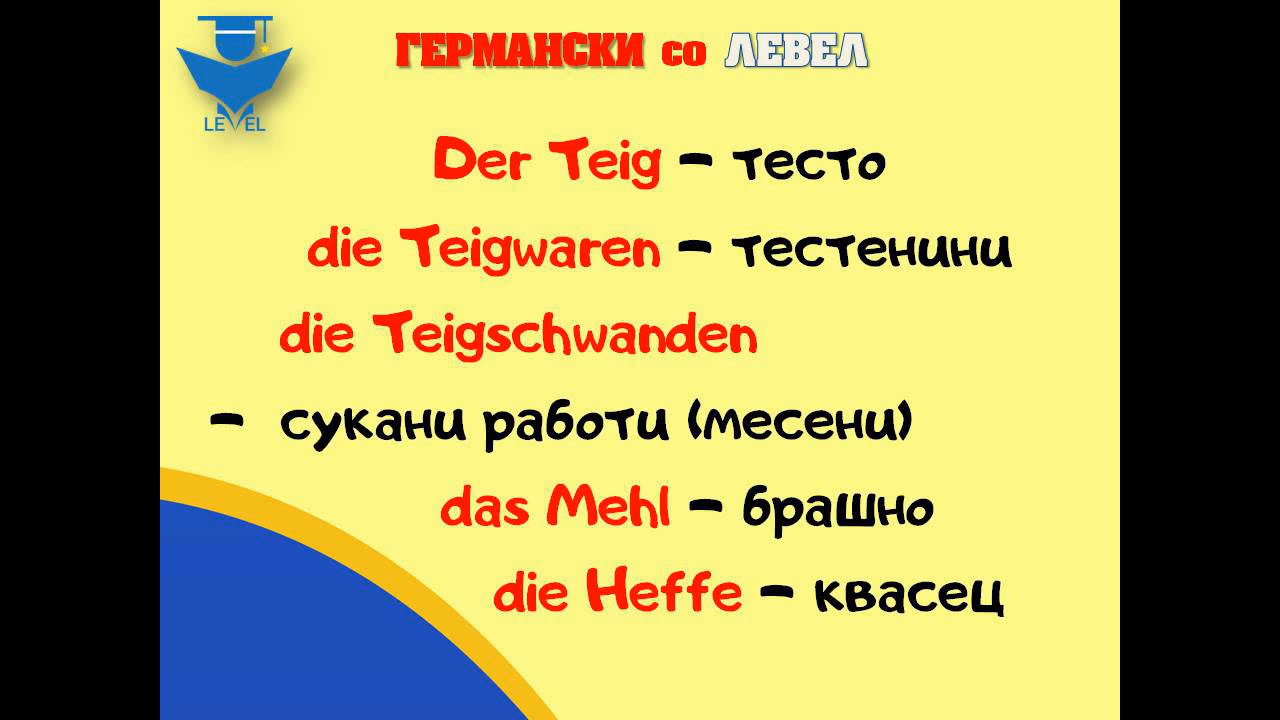 LEVEL
ГЕРМАНСКИ со ЛЕВЕЛ
Der Teig - тесто
die Teigwaren - тестенини
die Teigschwanden
- сукани работи (месени)
das Mehl - брашно
die Heffe - квасец